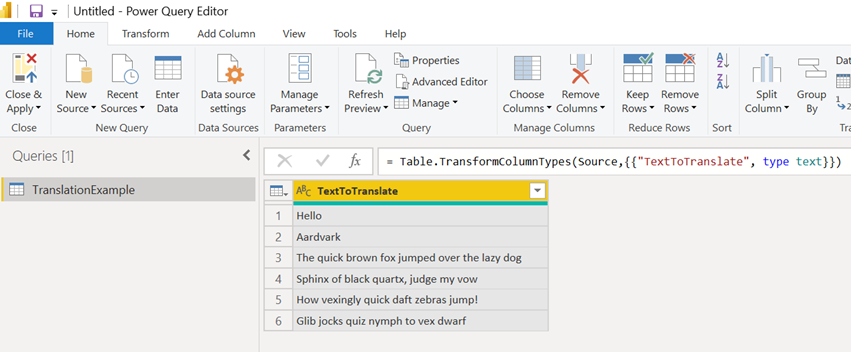 Untitled - Power Query Editor
File Home Transform Add Column View Tools Help
Close & Apply New Source Recent Sources Enter Data Data source settings Manage Parameters Refresh Preview Properties Advanced Editor Manage Choose Columns Remove Columns Keep Rows Remove Rows Split Column Group By
Close New Query Data Sources Parameters Query Manage Columns Reduce Rows Sort
Queries [1]
fx = Table.TransformColumnTypes(Source,{{"TextToTranslate", type text}})
TranslationExample
ABC TextToTranslate
1 Hello
2 Aardvark
3 The quick brown fox jumped over the lazy dog
4 Sphinx of black quartx, judge my vow
5 How vexingly quick daft zebras jump!
6 Glib jocks quiz nymph to vex dwarf